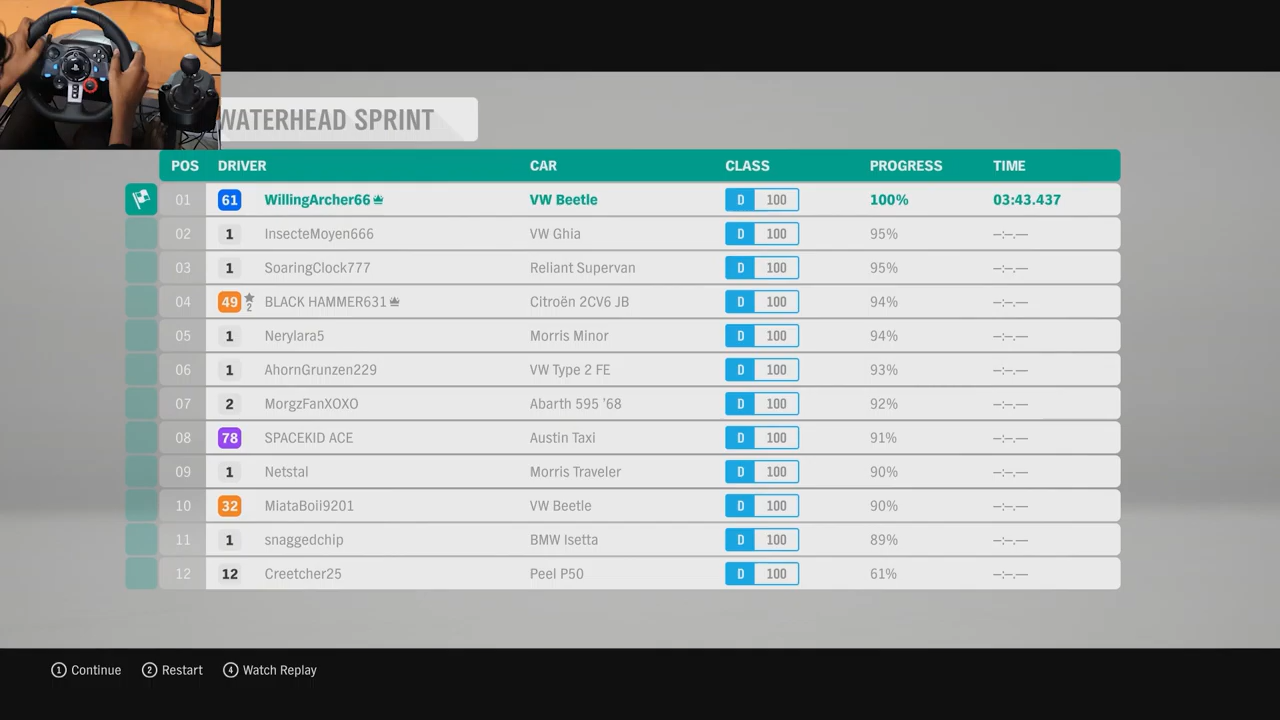 WATERHEAD SPRINT
POS DRIVER CAR CLASS PROGRESS TIME
01 61 WillingArcher66 VW Beetle D 100 100% 03:43.437
02 1 InsecteMoyen666 VW Ghia D 100 95% --:--.---
03 1 SoaringClock777 Reliant Supervan D 100 95% --:--.---
04 49 2 BLACK HAMMER631 Citroën 2CV6 JB D 100 94% --:--.---
05 1 Nerylara5 Morris Minor D 100 94% --:--.---
06 1 AhornGrunzen229 VW Type 2 FE D 100 93% --:--.---
07 2 MorgzFanXOXO Abarth 595 '68 D 100 92% --:--.---
08 78 SPACEKID ACE Austin Taxi D 100 91% --:--.---
09 1 Netstal Morris Traveler D 100 90% --:--.---
10 32 MiataBoii9201 VW Beetle D 100 90% --:--.---
11 1 snaggedchip BMW Isetta D 100 89% --:--.---
12 12 Creetcher25 Peel P50 D 100 61% --:--.---
1 Continue 2 Restart 4 Watch Replay